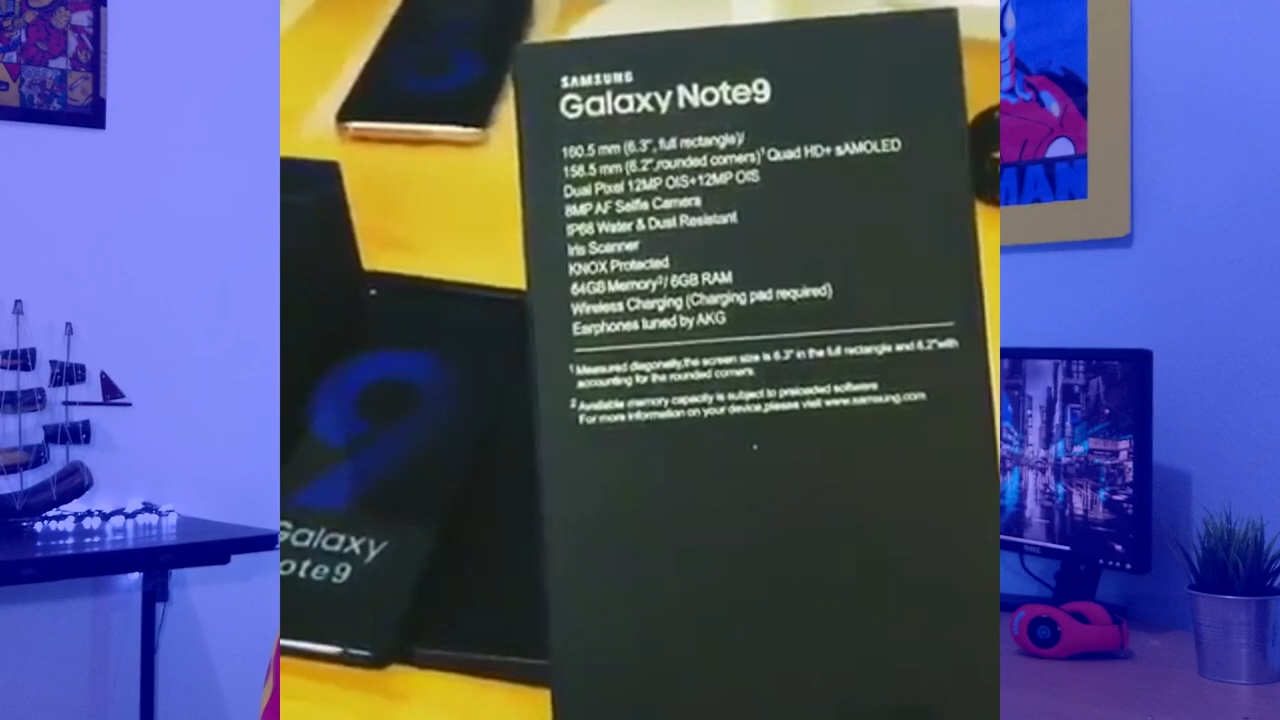 SAMSUNG
Galaxy Note9
160.5 mm (6.3", full rectangle)/
158.5 mm (6.2",rounded corners)¹ Quad HD+ sAMOLED
Dual Pixel 12MP OIS+12MP OIS
8MP AF Selfie Camera
IP68 Water & Dust Resistant
Iris Scanner
KNOX Protected
64GB Memory²/ 6GB RAM
Wireless Charging (Charging pad required)
Earphones tuned by AKG
¹ Measured diagonally,the screen size is 6.3" in the full rectangle and 6.2"with
accounting for the rounded corners.
² Available memory capacity is subject to preloaded software
For more information on your device,please visit www.samsung.com
9
Galaxy
ote9
MAN
DELL